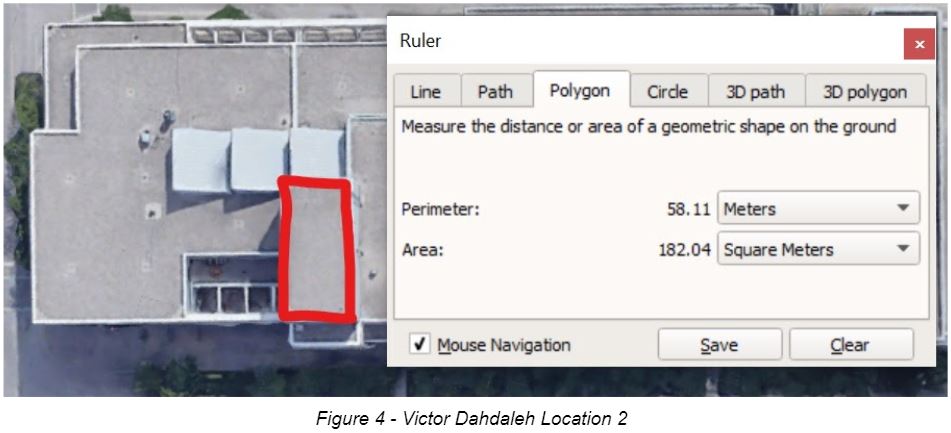 Ruler
x
Line Path Polygon Circle 3D path 3D polygon
Measure the distance or area of a geometric shape on the ground
Perimeter: 58.11 Meters
Area: 182.04 Square Meters
Mouse Navigation Save Clear
Figure 4 - Victor Dahdaleh Location 2